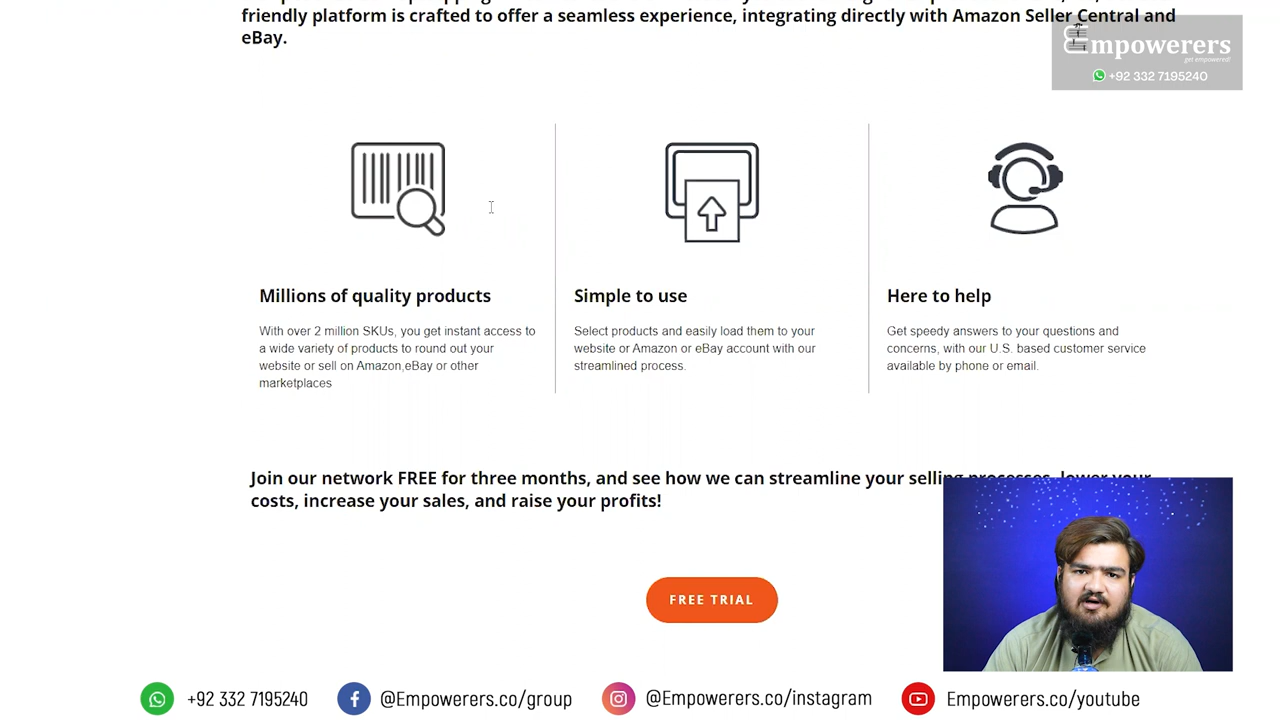 friendly platform is crafted to offer a seamless experience, integrating directly with Amazon Seller Central and
eBay.
Empowerers
get empowered!
+92 332 7195240
Millions of quality products
With over 2 million SKUs, you get instant access to
a wide variety of products to round out your
website or sell on Amazon,eBay or other
marketplaces
Simple to use
Select products and easily load them to your
website or Amazon or eBay account with our
streamlined process.
Here to help
Get speedy answers to your questions and
concerns, with our U.S. based customer service
available by phone or email.
Join our network FREE for three months, and see how we can streamline your selling processes, lower your
costs, increase your sales, and raise your profits!
FREE TRIAL
+92 332 7195240
@Empowerers.co/group
@Empowerers.co/instagram
Empowerers.co/youtube